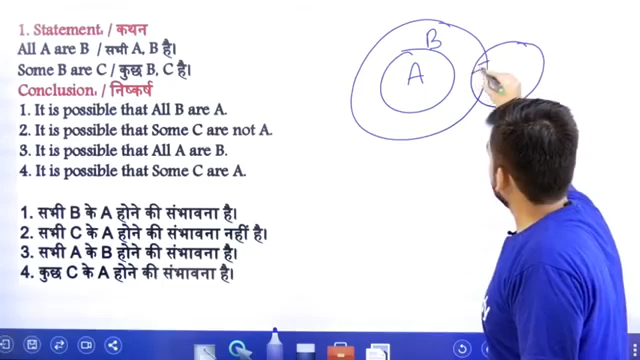 1. Statement. / कथन
All A are B / सभी A, B है।
Some B are C / कुछ B, C है।
Conclusion. / निष्कर्ष
1. It is possible that All B are A.
2. It is possible that Some C are not A.
3. It is possible that All A are B.
4. It is possible that Some C are A.
1. सभी B के A होने की संभावना है।
2. सभी C के A होने की संभावना नहीं है।
3. सभी A के B होने की संभावना है।
4. कुछ C के A होने की संभावना है।
B
A